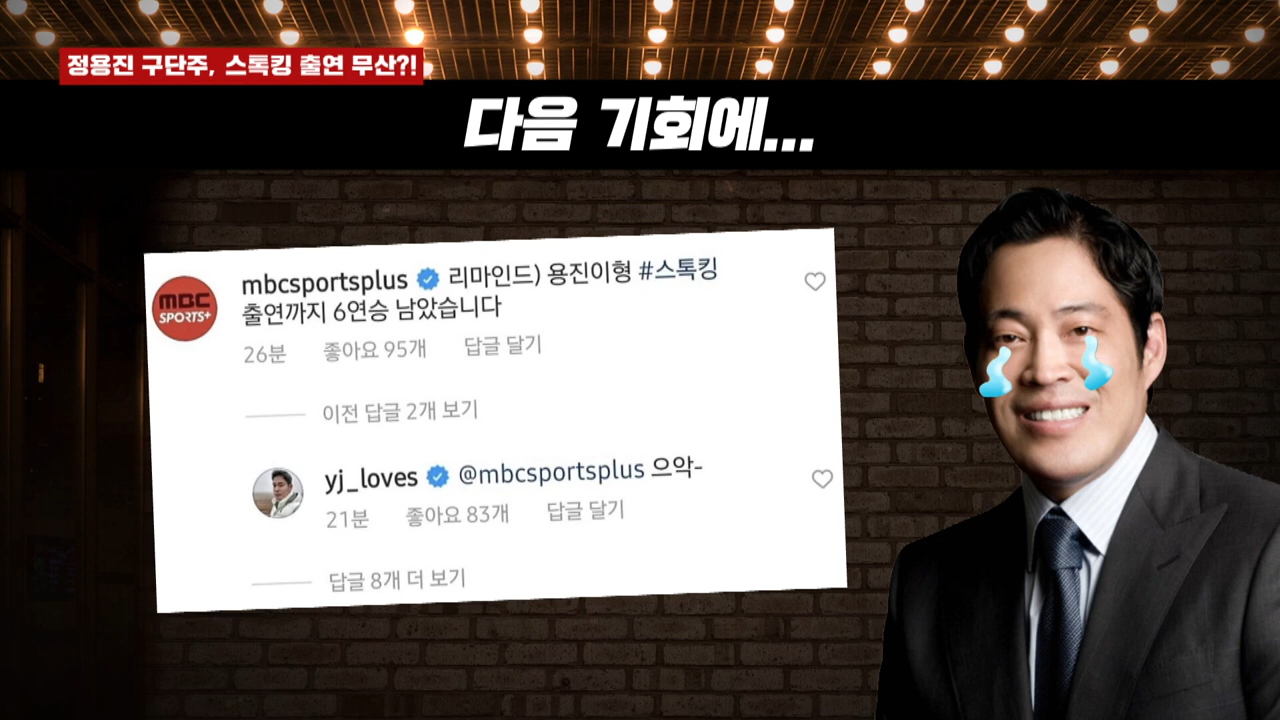 정용진 구단주, 스톡킹 출연 무산?!
다음 기회에...
MBC
SPORTS+
mbcsportsplus 리마인드) 용진이형 #스톡킹
출연까지 6연승 남았습니다
26분 좋아요 95개 답글 달기
이전 답글 2개 보기
yj_loves @mbcsportsplus 으악-
21분 좋아요 83개 답글 달기
답글 8개 더 보기